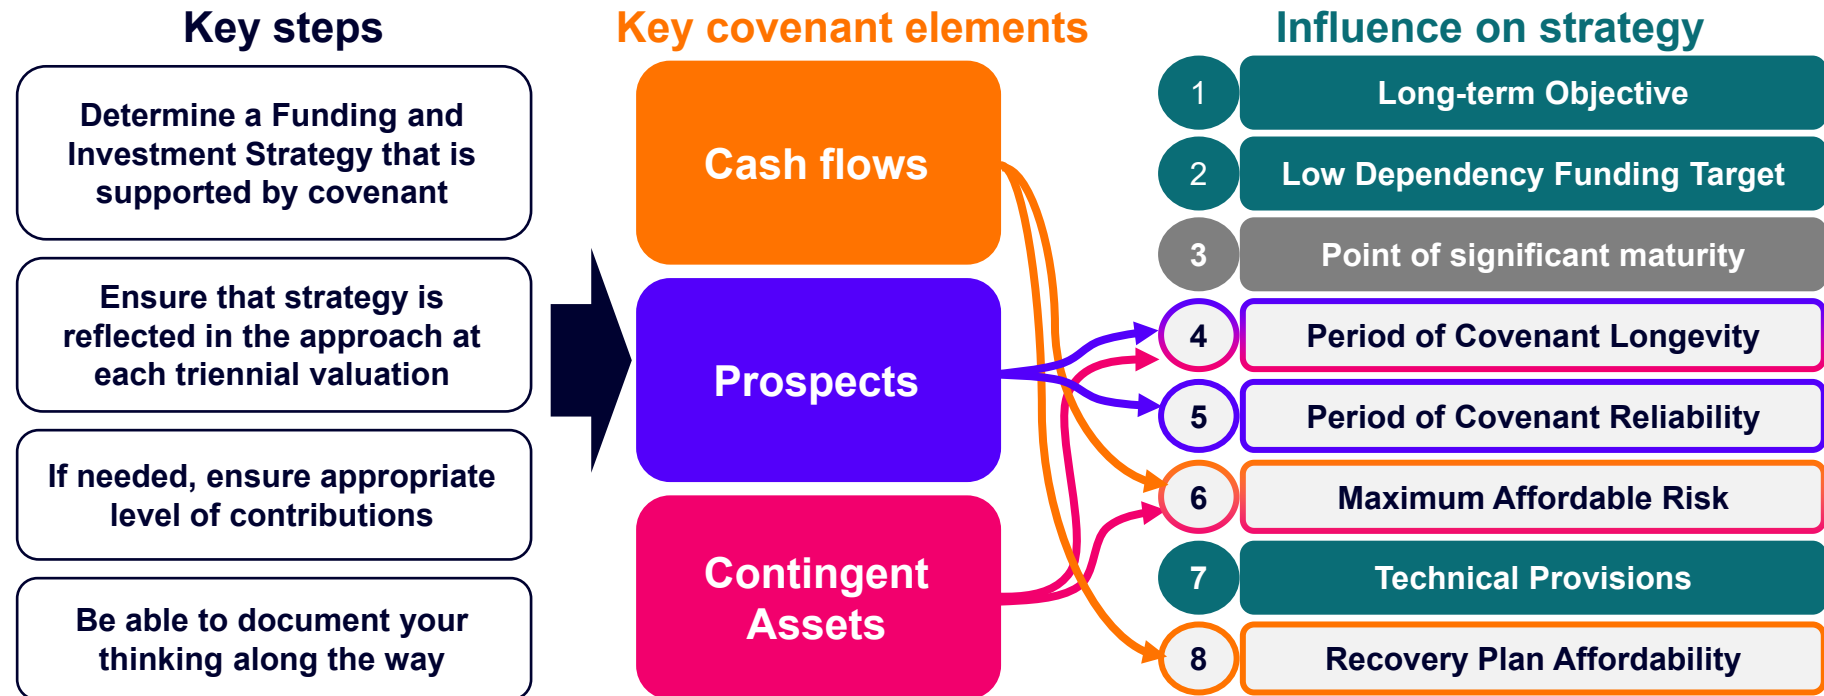 Key steps
Determine a Funding and
Investment Strategy that is
supported by covenant
Ensure that strategy is
reflected in the approach at
each triennial valuation
If needed, ensure appropriate
level of contributions
Be able to document your
thinking along the way
Key covenant elements
Cash flows
Prospects
Contingent
Assets
Influence on strategy
1 Long-term Objective
2 Low Dependency Funding Target
3 Point of significant maturity
4 Period of Covenant Longevity
5 Period of Covenant Reliability
6 Maximum Affordable Risk
7 Technical Provisions
8 Recovery Plan Affordability